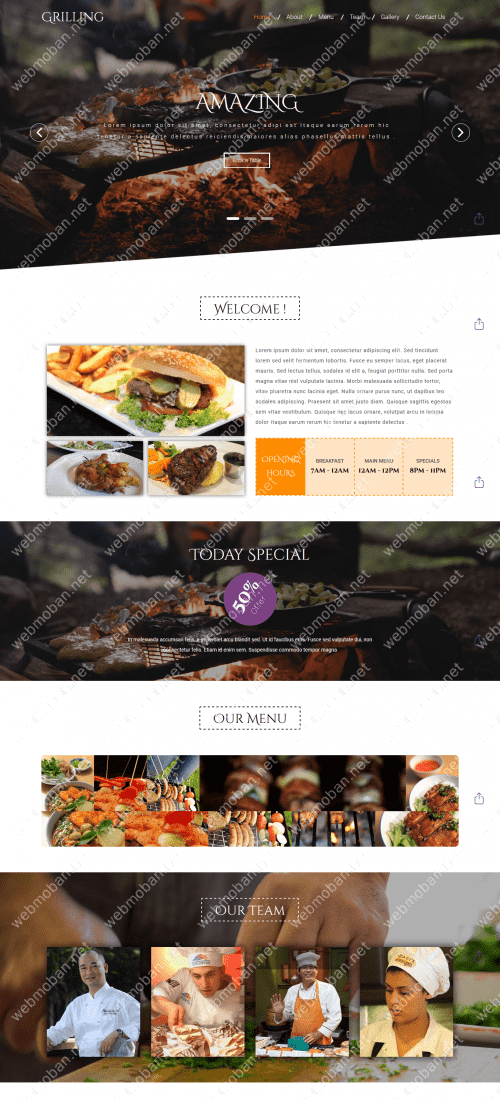 Grilling
Home / About / Menu / Team / Gallery / Contact Us
AMAZING
Lorem ipsum dolor sit amet, consectetur adipi est Itaque earum rerum hic
tenetur a sapiente delectus reiciendis maiores alias phasellus mattis tellus
Book a Table
Welcome !
Lorem ipsum dolor sit amet, consectetur adipiscing elit. Sed tincidunt
lorem sed velit fermentum lobortis. Fusce eu semper lacus, eget placerat
mauris. Sed lectus tellus, sodales id elit a, feugiat porttitor nulla. Sed porta
magna vitae nisl vulputate lacinia. Morbi malesuada sollicitudin tortor,
vitae pharetra nunc lacinia eget. Nulla ornare purus nunc, ut dapibus leo
sodales adipiscing. Praesent sit amet justo diam. Quisque sagittis egestas
sem vitae vestibulum. Quisque nec lacus ornare, volutpat arcu in lacinia
dolor itaque earum rerum hic tenetur a sapiente delectus .
Opening
Hours
BREAKFAST
7AM - 12AM
MAIN MENU
12AM - 12PM
SPECIALS
8PM - 11PM
Today Special
50%
offer
In malesuada accumsan felis, a imperdiet arcu blandit sed. Ut id faucibus eros. Fusce sed vulputate dui, non
consectetur felis. Etiam id enim sem. Suspendisse commodo tempor magna
Our Menu
Our Team
webmoban.net